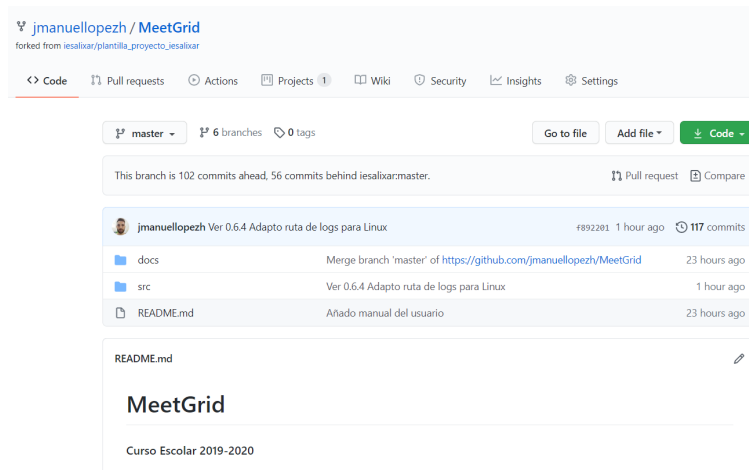 jmanuellopezh / MeetGrid
forked from iesalixar/plantilla_proyecto_iesalixar
Code Pull requests Actions Projects 1 Wiki Security Insights Settings
master 6 branches 0 tags Go to file Add file Code
This branch is 102 commits ahead, 56 commits behind iesalixar:master. Pull request Compare
jmanuellopezh Ver 0.6.4 Adapto ruta de logs para Linux f892201 1 hour ago 117 commits
docs Merge branch 'master' of https://github.com/jmanuellopezh/MeetGrid 23 hours ago
src Ver 0.6.4 Adapto ruta de logs para Linux 1 hour ago
README.md Añado manual del usuario 23 hours ago
README.md
MeetGrid
Curso Escolar 2019-2020